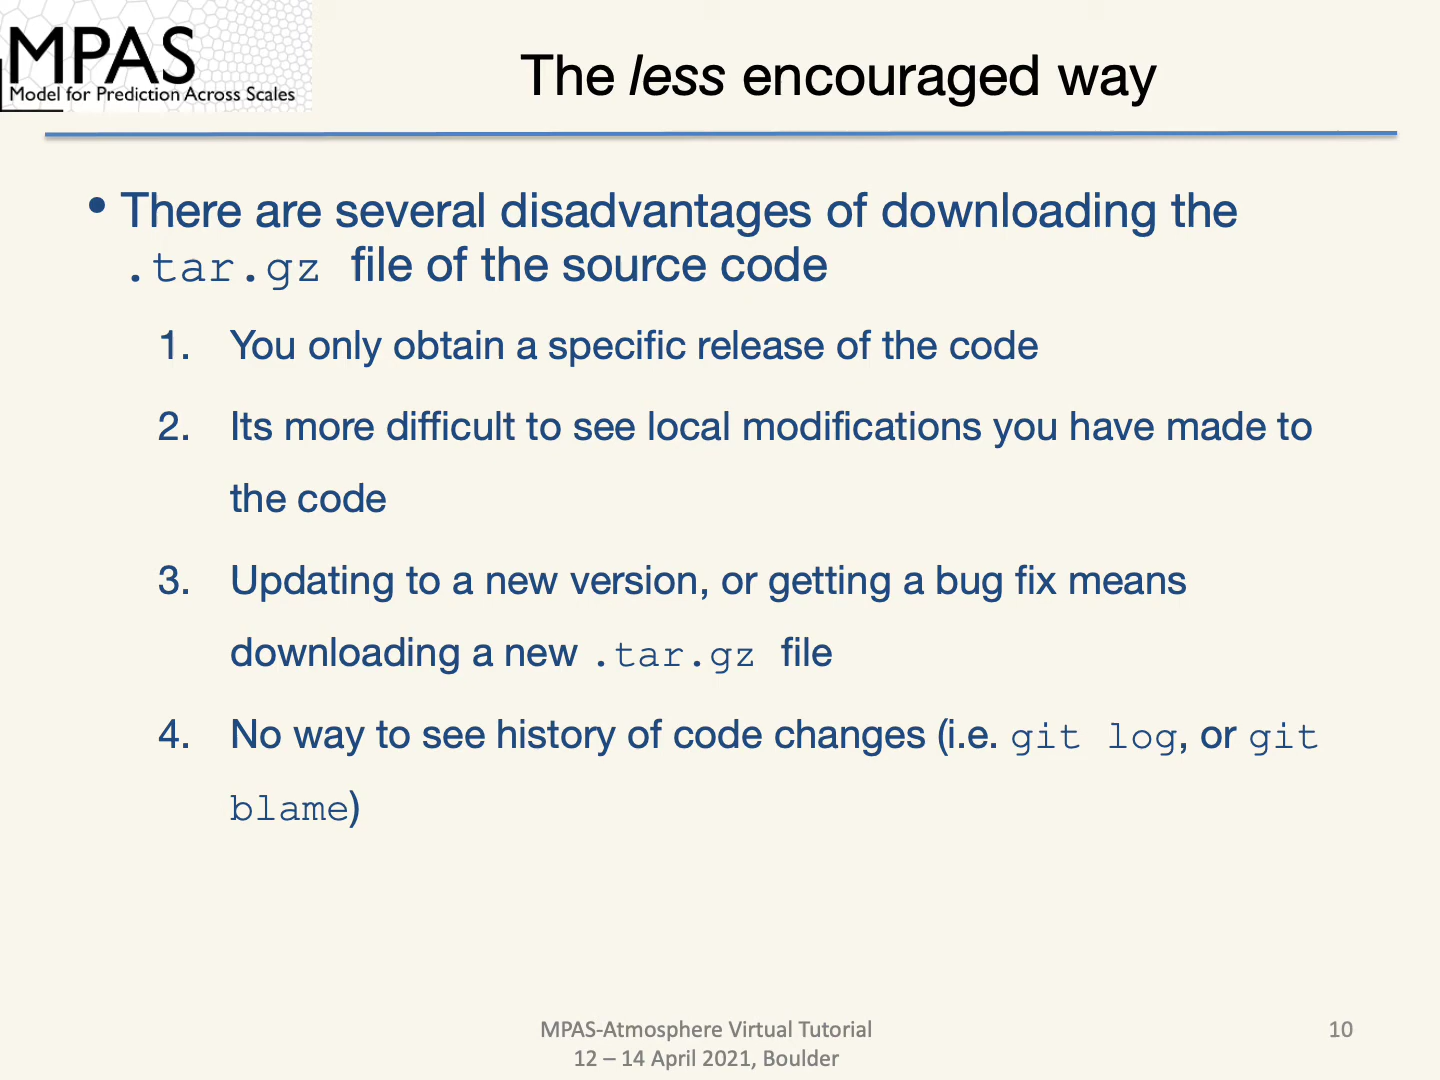 MPAS
Model for Prediction Across Scales
The less encouraged way
• There are several disadvantages of downloading the
.tar.gz file of the source code
1. You only obtain a specific release of the code
2. Its more difficult to see local modifications you have made to
the code
3. Updating to a new version, or getting a bug fix means
downloading a new .tar.gz file
4. No way to see history of code changes (i.e. git log, or git
blame)
MPAS-Atmosphere Virtual Tutorial
12 – 14 April 2021, Boulder
10